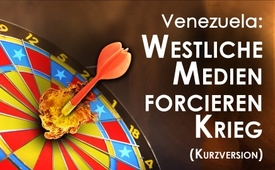 Venezuela:
WESTLICHE
MEDIEN
FORCIEREN
KRIEG
(KURZVERSION)